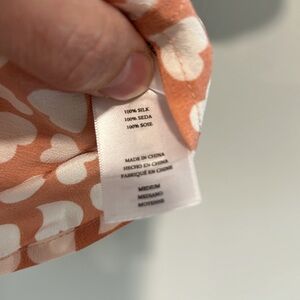 100% SILK
100% SEDA
100% SOIE
MADE IN CHINA
HECHO EN CHINA
FABRIQUÉ EN CHINE
MEDIUM
MEDIANO
MOYENNE